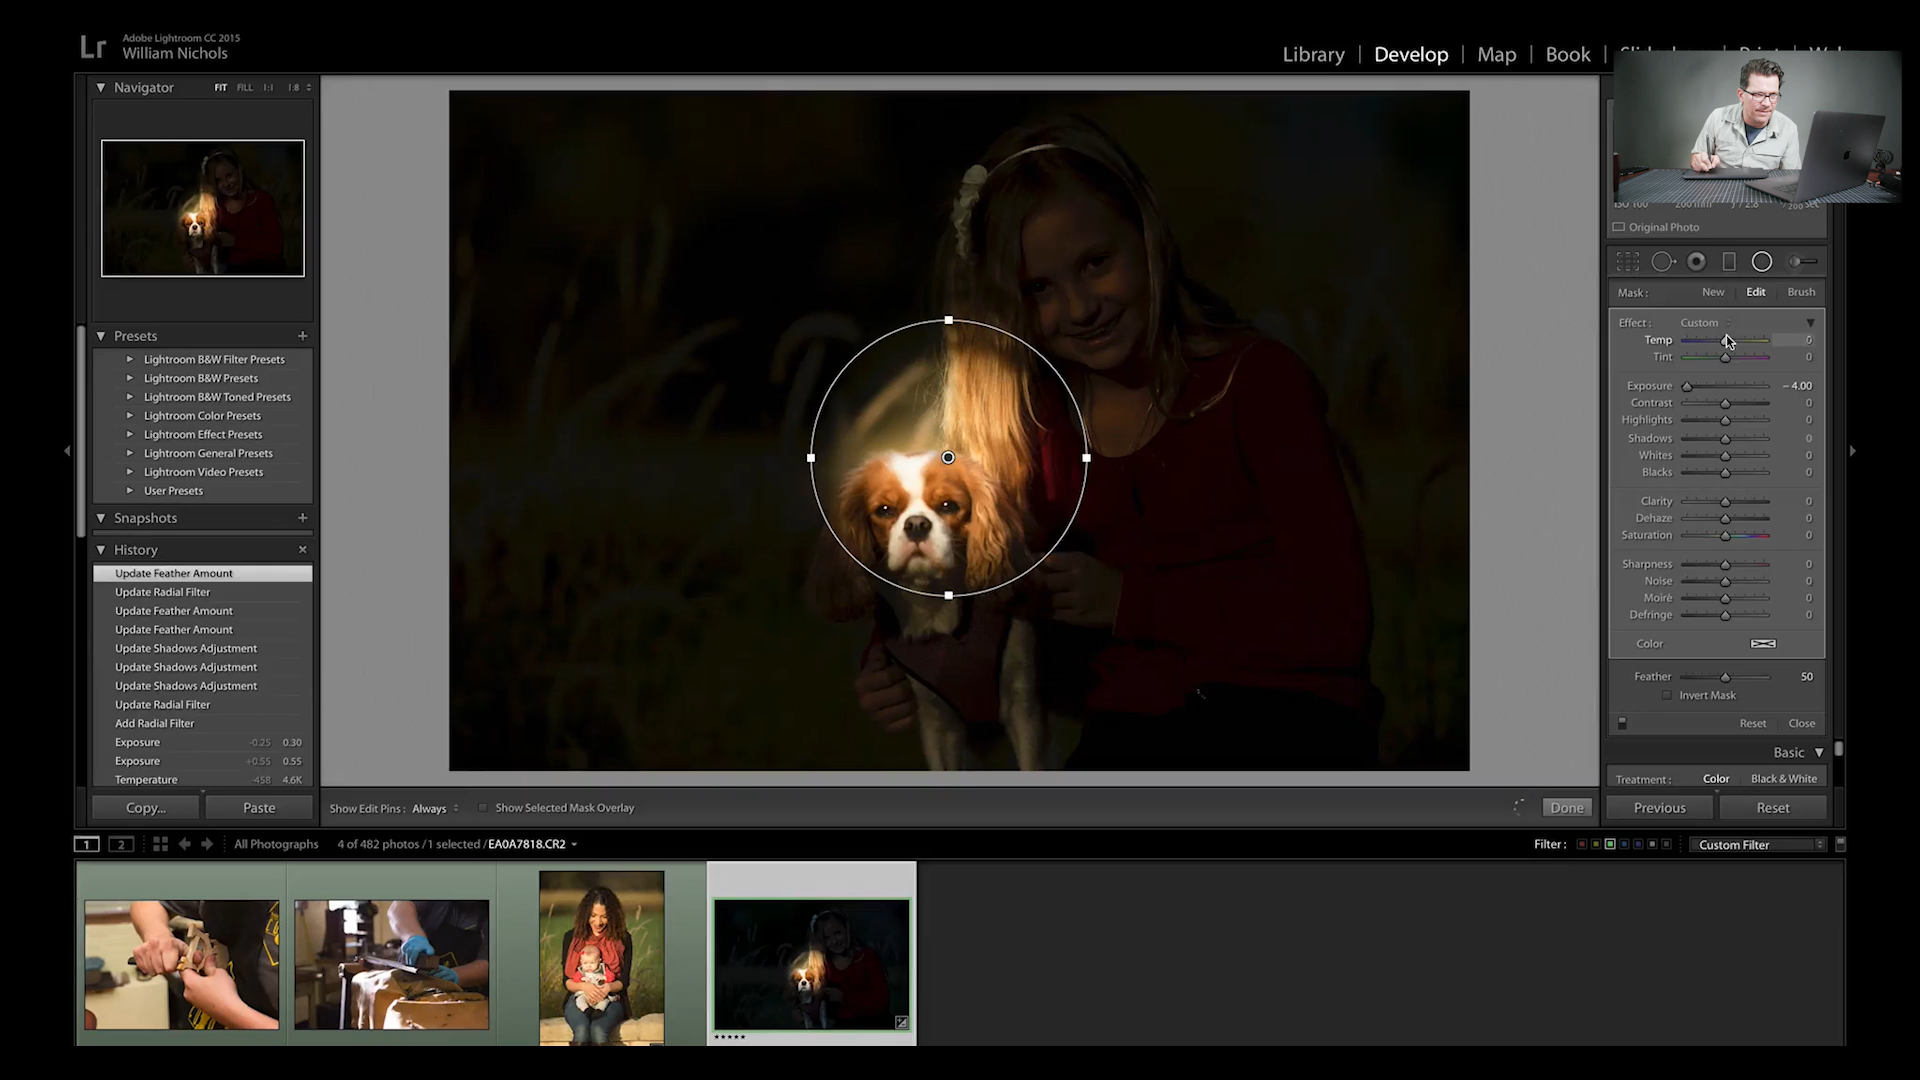 Lr Adobe Lightroom CC 2015
William Nichols
Library | Develop | Map | Book |
Navigator FIT FILL 1:1 1:8
Original Photo
Mask : New Edit Brush
Effect : Custom
Temp 0
Tint 0
Exposure – 4.00
Contrast 0
Highlights 0
Shadows 0
Whites 0
Blacks 0
Clarity 0
Dehaze 0
Saturation 0
Sharpness 0
Noise 0
Moiré 0
Defringe 0
Color
Feather 50
Invert Mask
Reset Close
Basic
Treatment : Color Black & White
Previous Reset
Presets +
Lightroom B&W Filter Presets
Lightroom B&W Presets
Lightroom B&W Toned Presets
Lightroom Color Presets
Lightroom Effect Presets
Lightroom General Presets
Lightroom Video Presets
User Presets
Snapshots +
History ×
Update Feather Amount
Update Radial Filter
Update Feather Amount
Update Feather Amount
Update Shadows Adjustment
Update Shadows Adjustment
Update Shadows Adjustment
Update Radial Filter
Add Radial Filter
Exposure -0.25 0.30
Exposure +0.55 0.55
Temperature -458 4.6K
Copy... Paste
Show Edit Pins : Always Show Selected Mask Overlay Done
1 2 All Photographs 4 of 482 photos / 1 selected / EA0A7818.CR2 Filter : Custom Filter